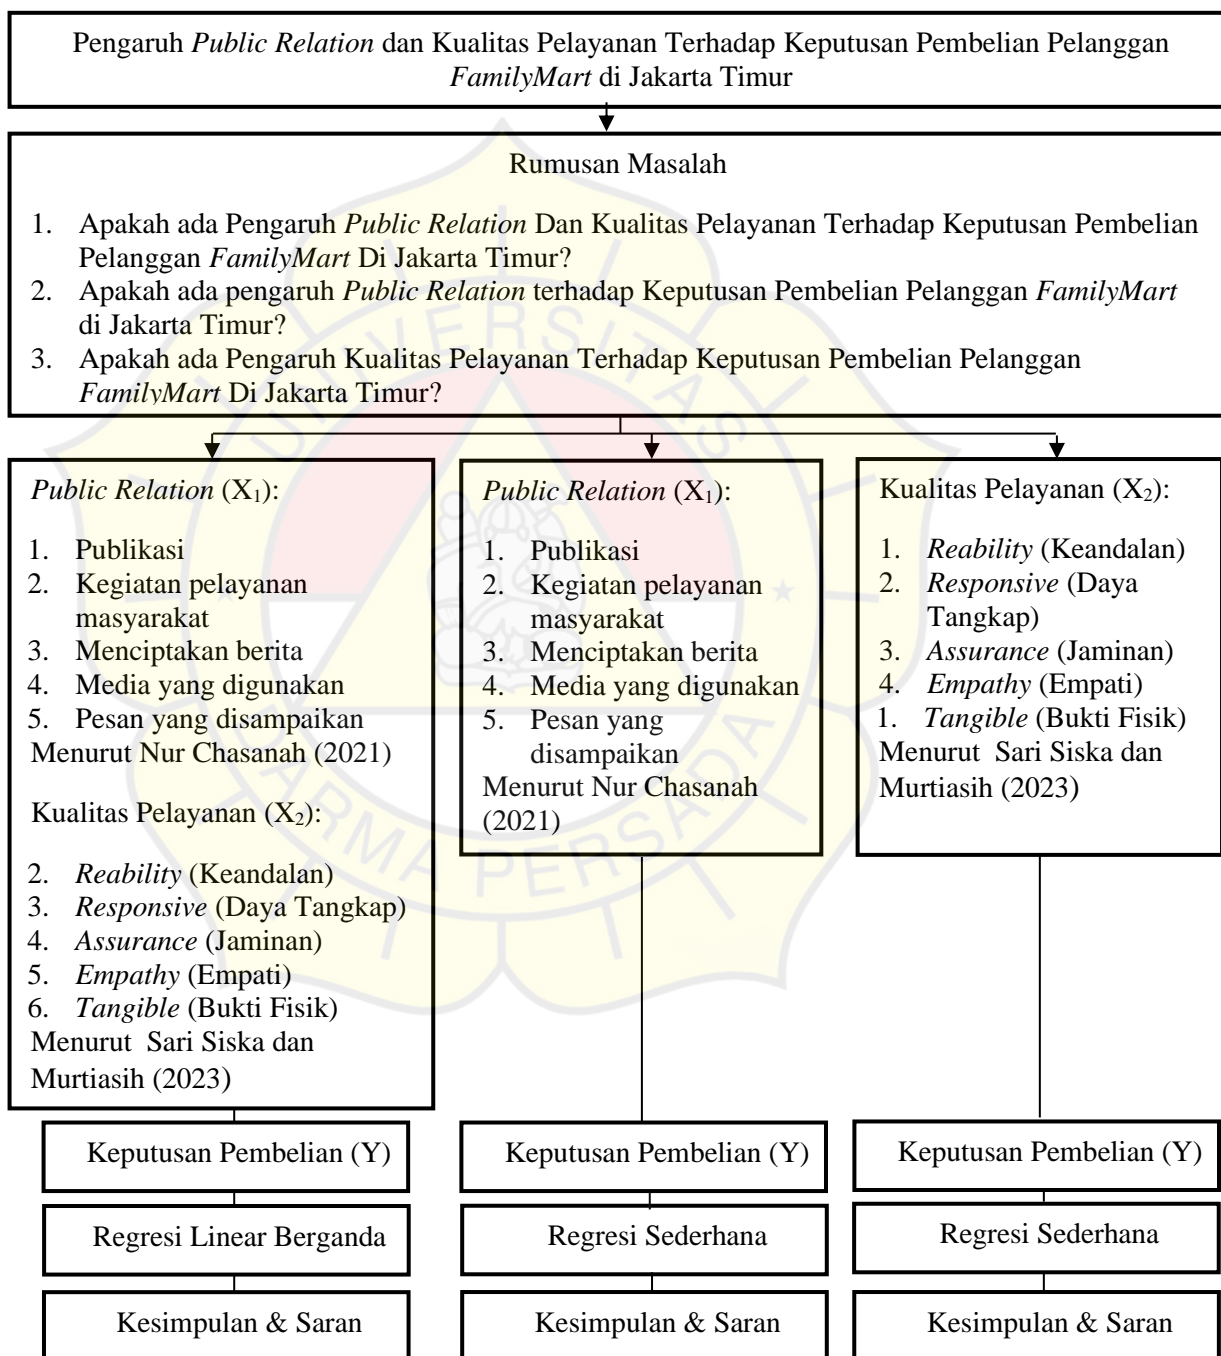 Pengaruh Public Relation dan Kualitas Pelayanan Terhadap Keputusan Pembelian Pelanggan
FamilyMart di Jakarta Timur
Rumusan Masalah
1. Apakah ada Pengaruh Public Relation Dan Kualitas Pelayanan Terhadap Keputusan Pembelian
Pelanggan FamilyMart Di Jakarta Timur?
2. Apakah ada pengaruh Public Relation terhadap Keputusan Pembelian Pelanggan FamilyMart
di Jakarta Timur?
3. Apakah ada Pengaruh Kualitas Pelayanan Terhadap Keputusan Pembelian Pelanggan
FamilyMart Di Jakarta Timur?
Public Relation (X₁):
1. Publikasi
2. Kegiatan pelayanan
masyarakat
3. Menciptakan berita
4. Media yang digunakan
5. Pesan yang disampaikan
Menurut Nur Chasanah (2021)
Kualitas Pelayanan (X₂):
2. Reability (Keandalan)
3. Responsive (Daya Tangkap)
4. Assurance (Jaminan)
5. Empathy (Empati)
6. Tangible (Bukti Fisik)
Menurut Sari Siska dan
Murtiasih (2023)
Public Relation (X₁):
1. Publikasi
2. Kegiatan pelayanan
masyarakat
3. Menciptakan berita
4. Media yang digunakan
5. Pesan yang
disampaikan
Menurut Nur Chasanah
(2021)
Kualitas Pelayanan (X₂):
1. Reability (Keandalan)
2. Responsive (Daya
Tangkap)
3. Assurance (Jaminan)
4. Empathy (Empati)
1. Tangible (Bukti Fisik)
Menurut Sari Siska dan
Murtiasih (2023)
Keputusan Pembelian (Y)
Regresi Linear Berganda
Kesimpulan & Saran
Keputusan Pembelian (Y)
Regresi Sederhana
Kesimpulan & Saran
Keputusan Pembelian (Y)
Regresi Sederhana
Kesimpulan & Saran
UNIVERSITAS
DARMA PERSADA